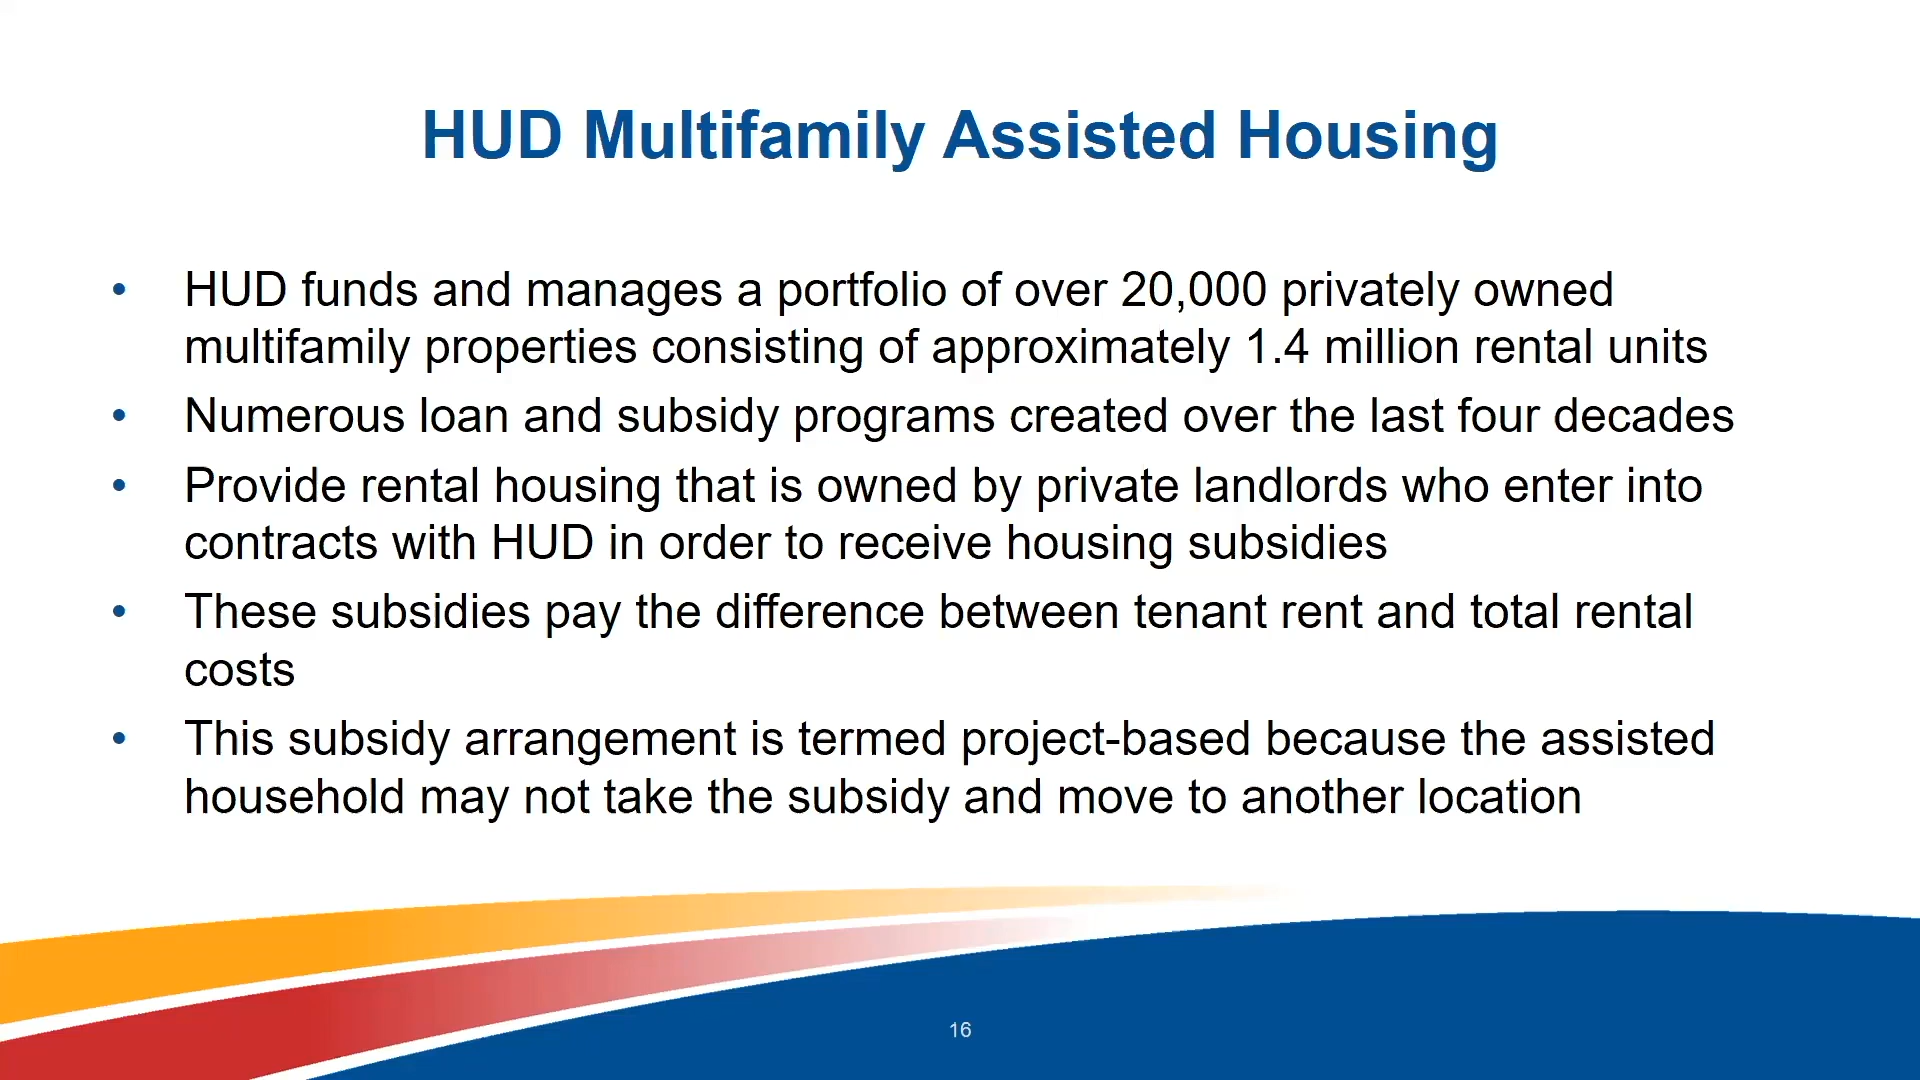 HUD Multifamily Assisted Housing
• HUD funds and manages a portfolio of over 20,000 privately owned
multifamily properties consisting of approximately 1.4 million rental units
• Numerous loan and subsidy programs created over the last four decades
• Provide rental housing that is owned by private landlords who enter into
contracts with HUD in order to receive housing subsidies
• These subsidies pay the difference between tenant rent and total rental
costs
• This subsidy arrangement is termed project-based because the assisted
household may not take the subsidy and move to another location
16